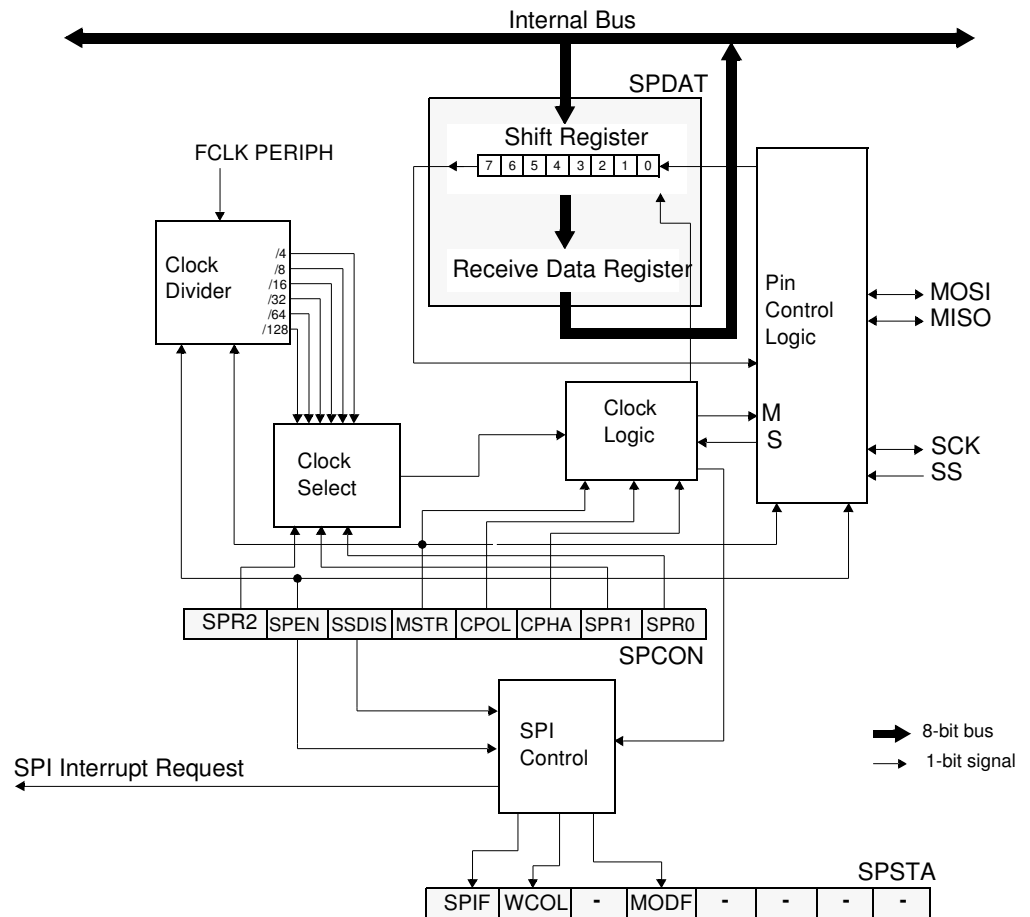 Internal Bus
SPDAT
Shift Register
7 6 5 4 3 2 1 0
FCLK PERIPH
Clock
Divider
/4
/8
/16
/32
/64
/128
Receive Data Register
Pin
Control
Logic
MOSI
MISO
Clock
Logic
M
S
SCK
SS
Clock
Select
SPR2 SPEN SSDIS MSTR CPOL CPHA SPR1 SPR0
SPCON
SPI
Control
8-bit bus
1-bit signal
SPI Interrupt Request
SPSTA
SPIF WCOL - MODF - - - -